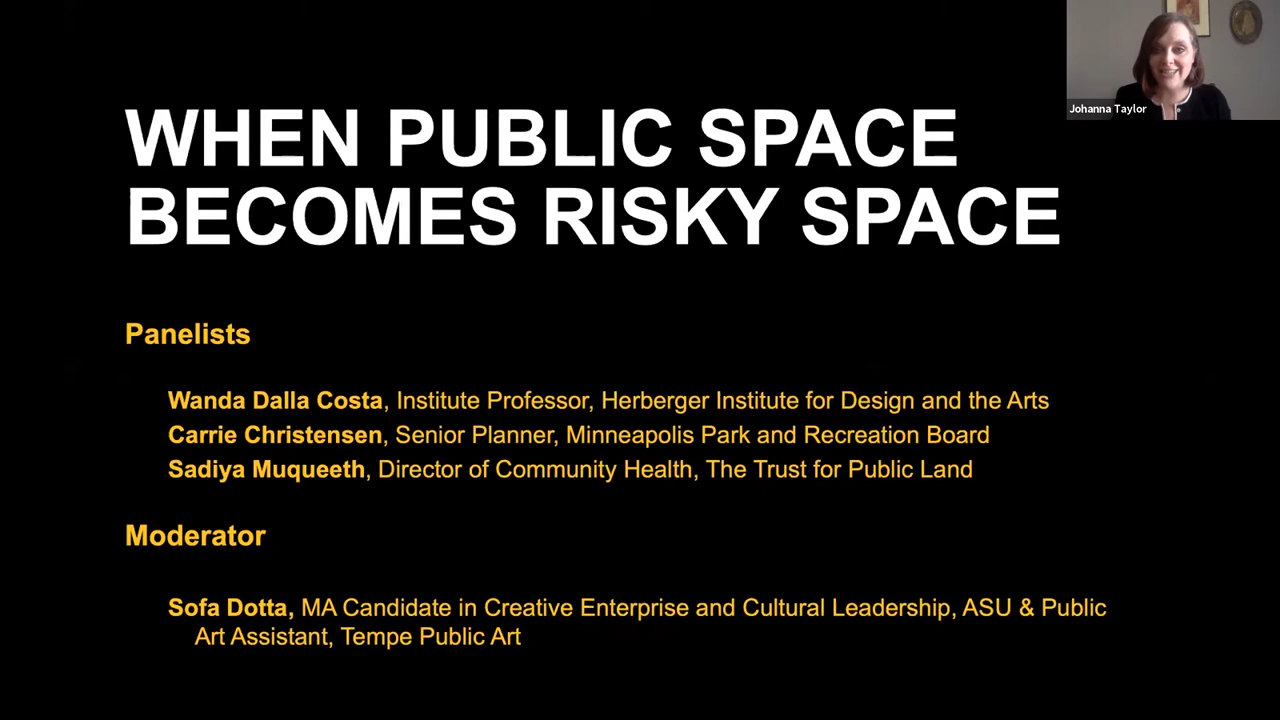 Johanna Taylor
WHEN PUBLIC SPACE
BECOMES RISKY SPACE
Panelists
Wanda Dalla Costa, Institute Professor, Herberger Institute for Design and the Arts
Carrie Christensen, Senior Planner, Minneapolis Park and Recreation Board
Sadiya Muqueeth, Director of Community Health, The Trust for Public Land
Moderator
Sofa Dotta, MA Candidate in Creative Enterprise and Cultural Leadership, ASU & Public
Art Assistant, Tempe Public Art